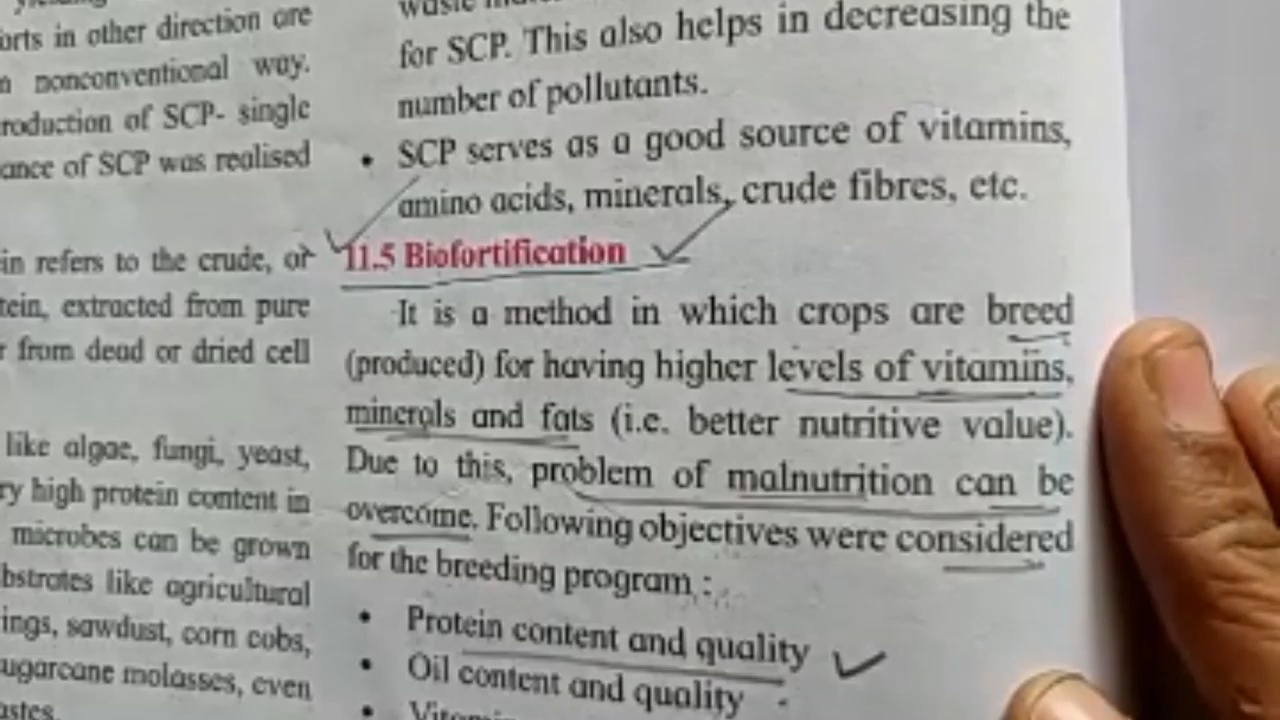 orts in other direction are
nonconventional way.
roduction of SCP- single
ance of SCP was realised
in refers to the crude, or
tein, extracted from pure
from dead or dried cell
like algae, fungi, yeast,
ry high protein content in
microbes can be grown
bstrates like agricultural
ings, sawdust, corn cobs,
ugarcane molasses, even
astes.
for SCP. This also helps in decreasing the
number of pollutants.
• SCP serves as a good source of vitamins,
amino acids, minerals, crude fibres, etc.
11.5 Biofortification
It is a method in which crops are breed
(produced) for having higher levels of vitamins,
minerals and fats (i.e. better nutritive value).
Due to this, problem of malnutrition can be
overcome. Following objectives were considered
for the breeding program :
• Protein content and quality
• Oil content and quality